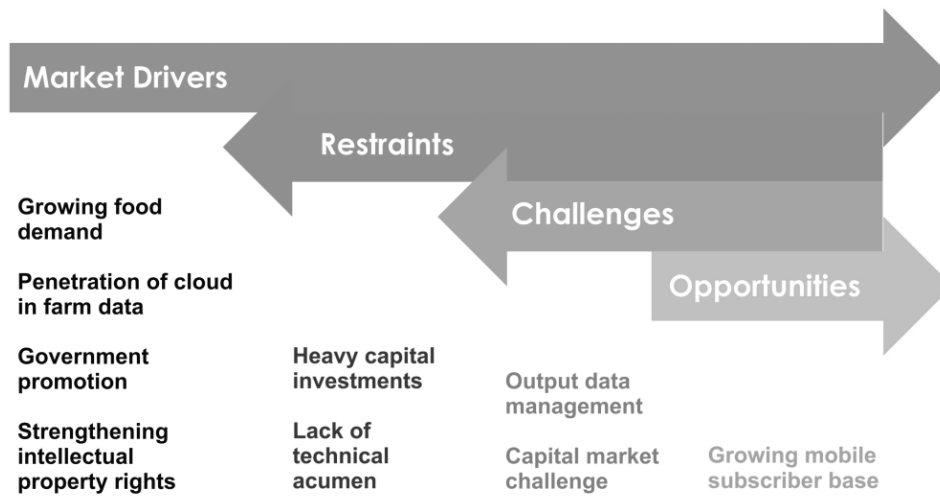 Market Drivers
Restraints
Challenges
Opportunities
Growing food
demand
Penetration of cloud
in farm data
Government
promotion
Strengthening
intellectual
property rights
Heavy capital
investments
Lack of
technical
acumen
Output data
management
Capital market
challenge
Growing mobile
subscriber base